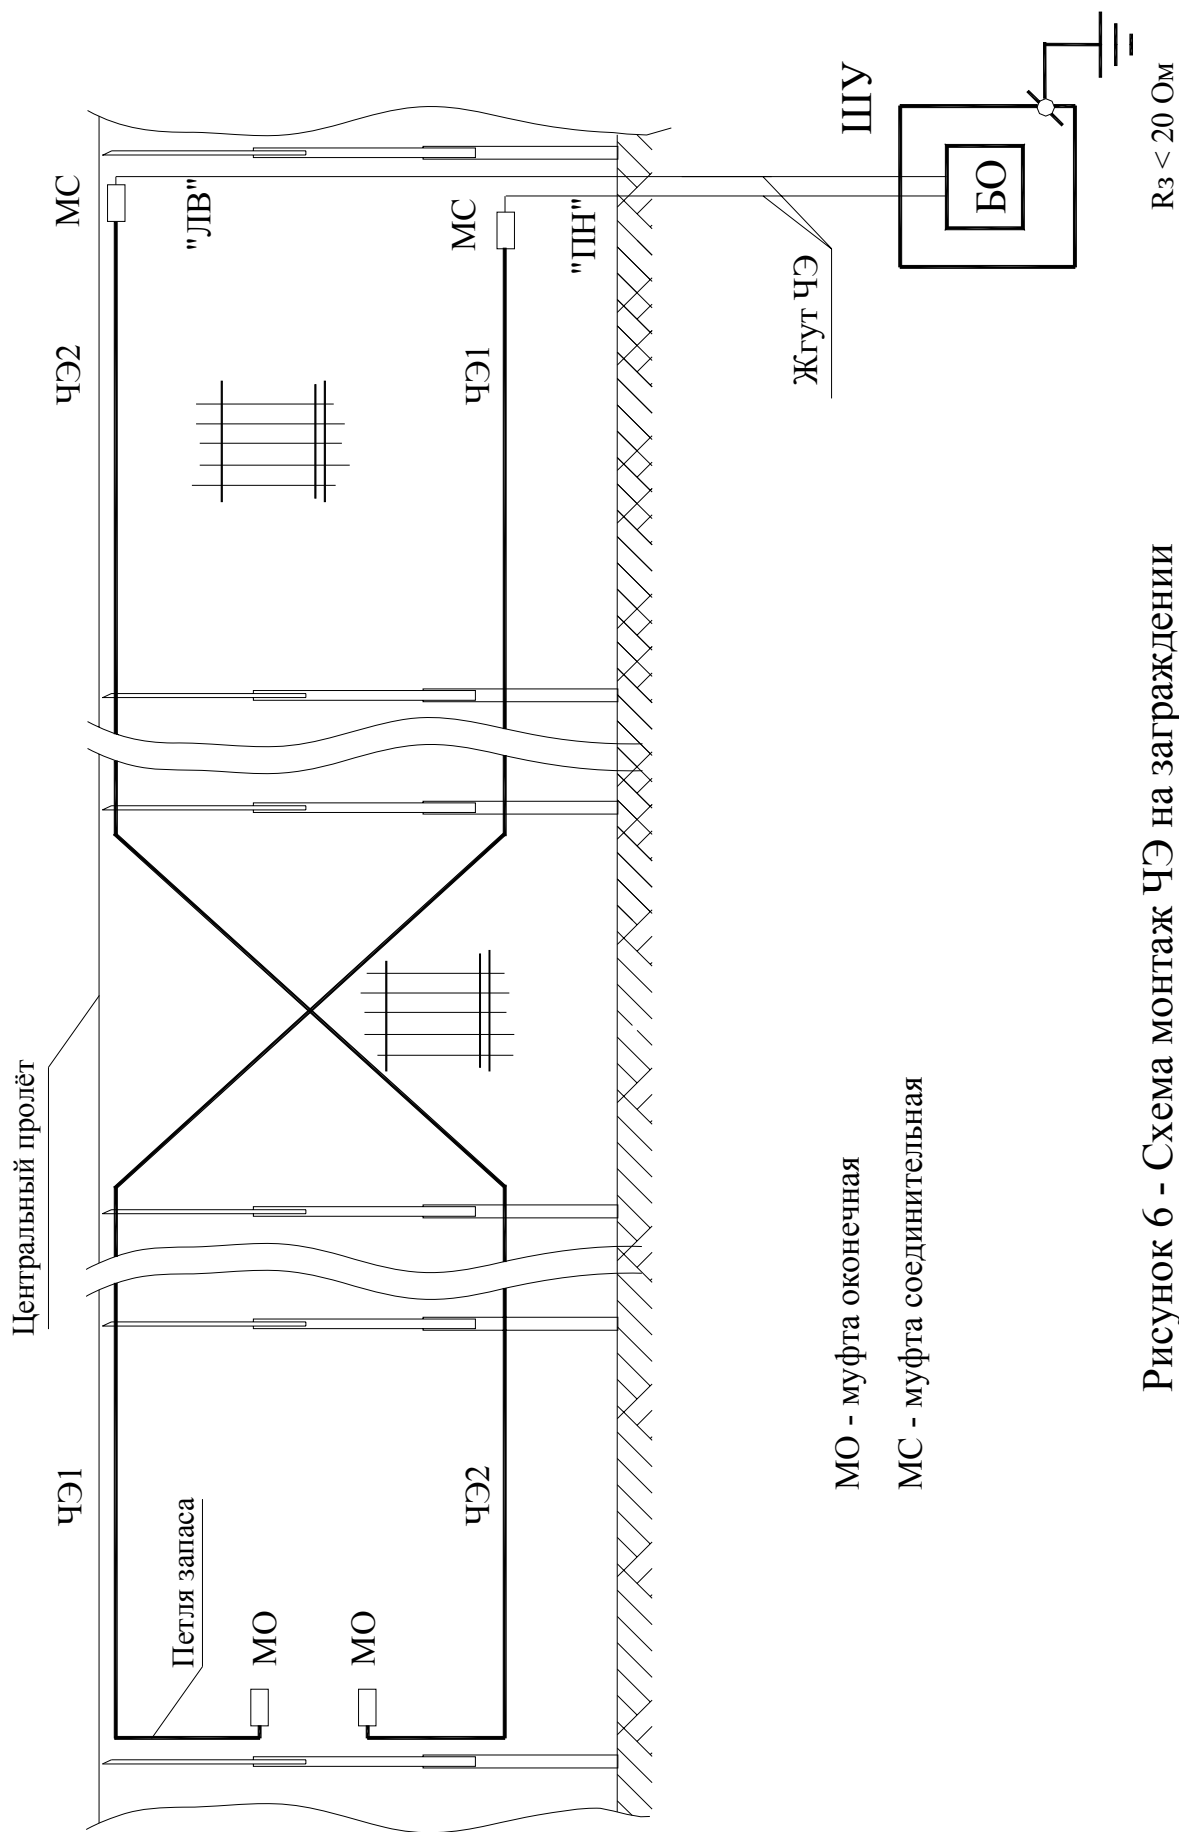 Центральный пролёт
ЧЭ1
ЧЭ2
МС
Петля запаса
"ЛВ"
МО
МО
ЧЭ2
ЧЭ1
МС
"ПН"
Жгут ЧЭ
ШУ
БО
МО - муфта оконечная
МС - муфта соединительная
Rз < 20 Ом
Рисунок 6 - Схема монтаж ЧЭ на заграждении